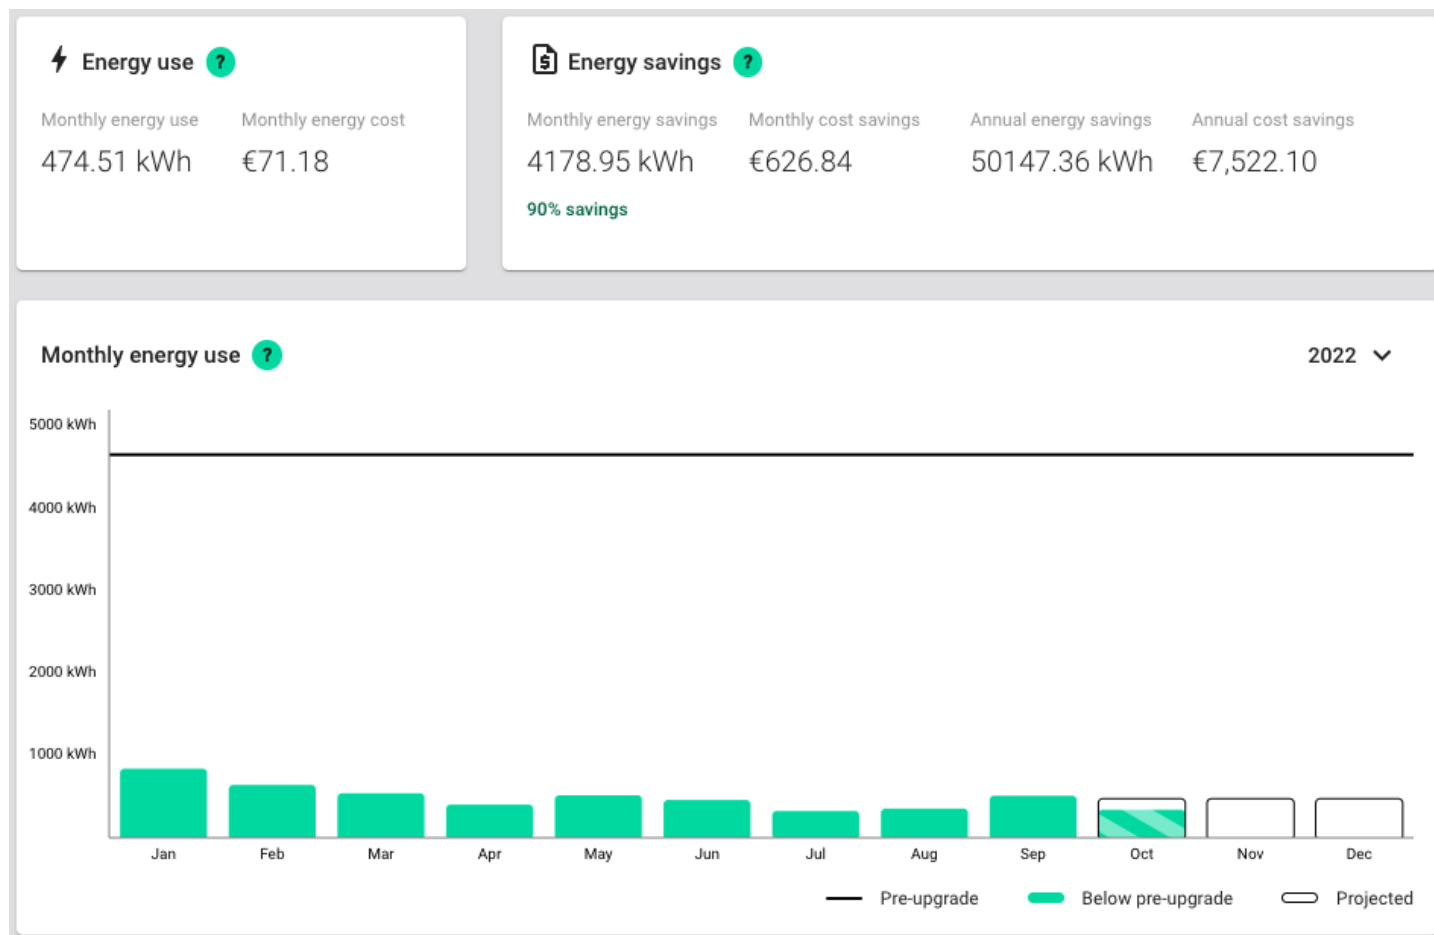 Energy use ?
Monthly energy use Monthly energy cost
474.51 kWh €71.18
Energy savings ?
Monthly energy savings Monthly cost savings Annual energy savings Annual cost savings
4178.95 kWh €626.84 50147.36 kWh €7,522.10
90% savings
Monthly energy use ?
2022
5000 kWh
4000 kWh
3000 kWh
2000 kWh
1000 kWh
Jan Feb Mar Apr May Jun Jul Aug Sep Oct Nov Dec
Pre-upgrade Below pre-upgrade Projected